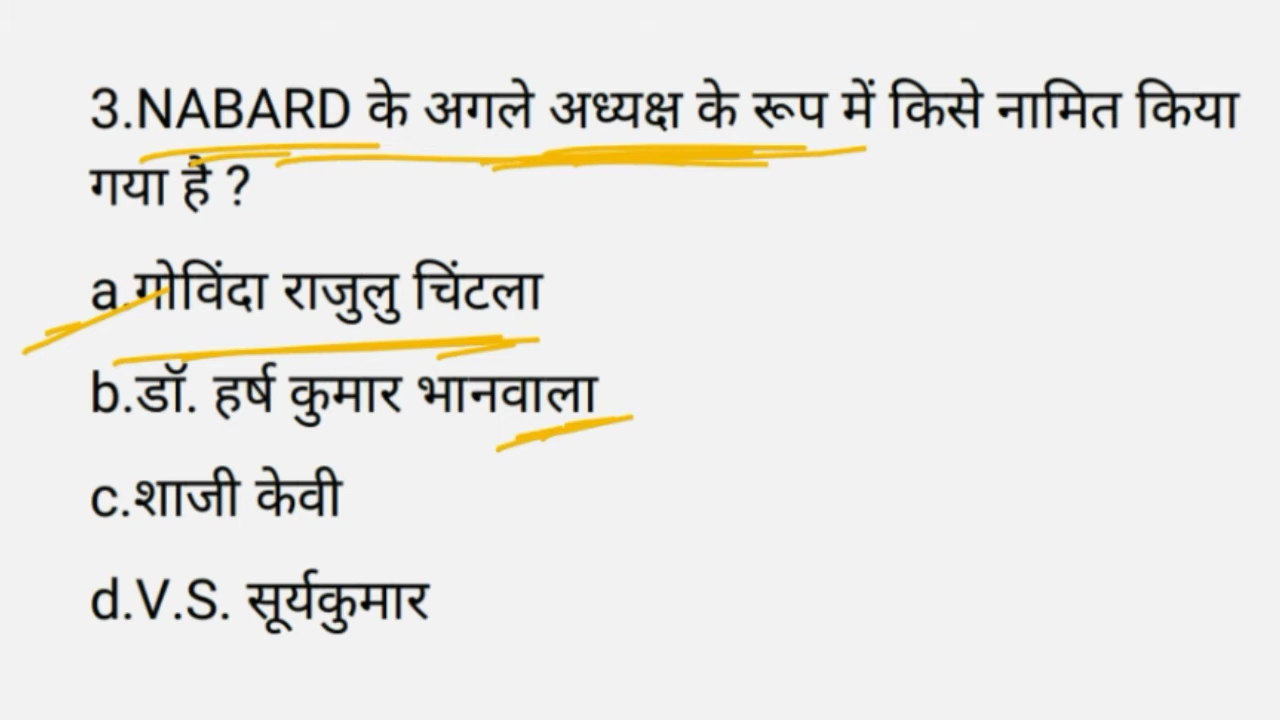 3.NABARD के अगले अध्यक्ष के रूप में किसे नामित किया
गया है ?
a.गोविंदा राजुलु चिंटला
b.डॉ. हर्ष कुमार भानवाला
c.शाजी केवी
d.V.S. सूर्यकुमार